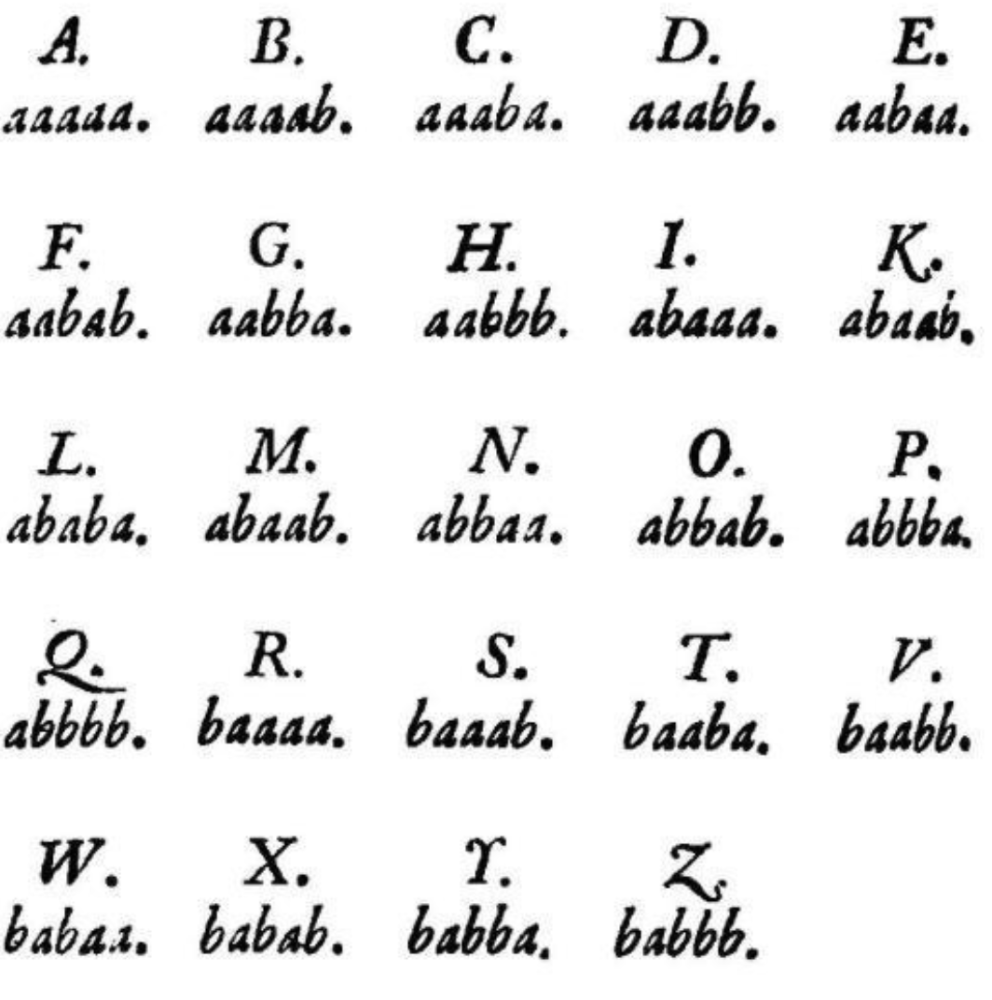 A. B. C. D. E.
aaaaa. aaaab. aaaba. aaabb. aabaa.
F. G. H. I. K.
aabab. aabba. aabbb. abaaa. abaab.
L. M. N. O. P.
ababa. abaab. abbaa. abbab. abbba.
Q. R. S. T. V.
abbbb. baaaa. baaab. baaba. baabb.
W. X. Y. Z.
babaa. babab. babba. babbb.